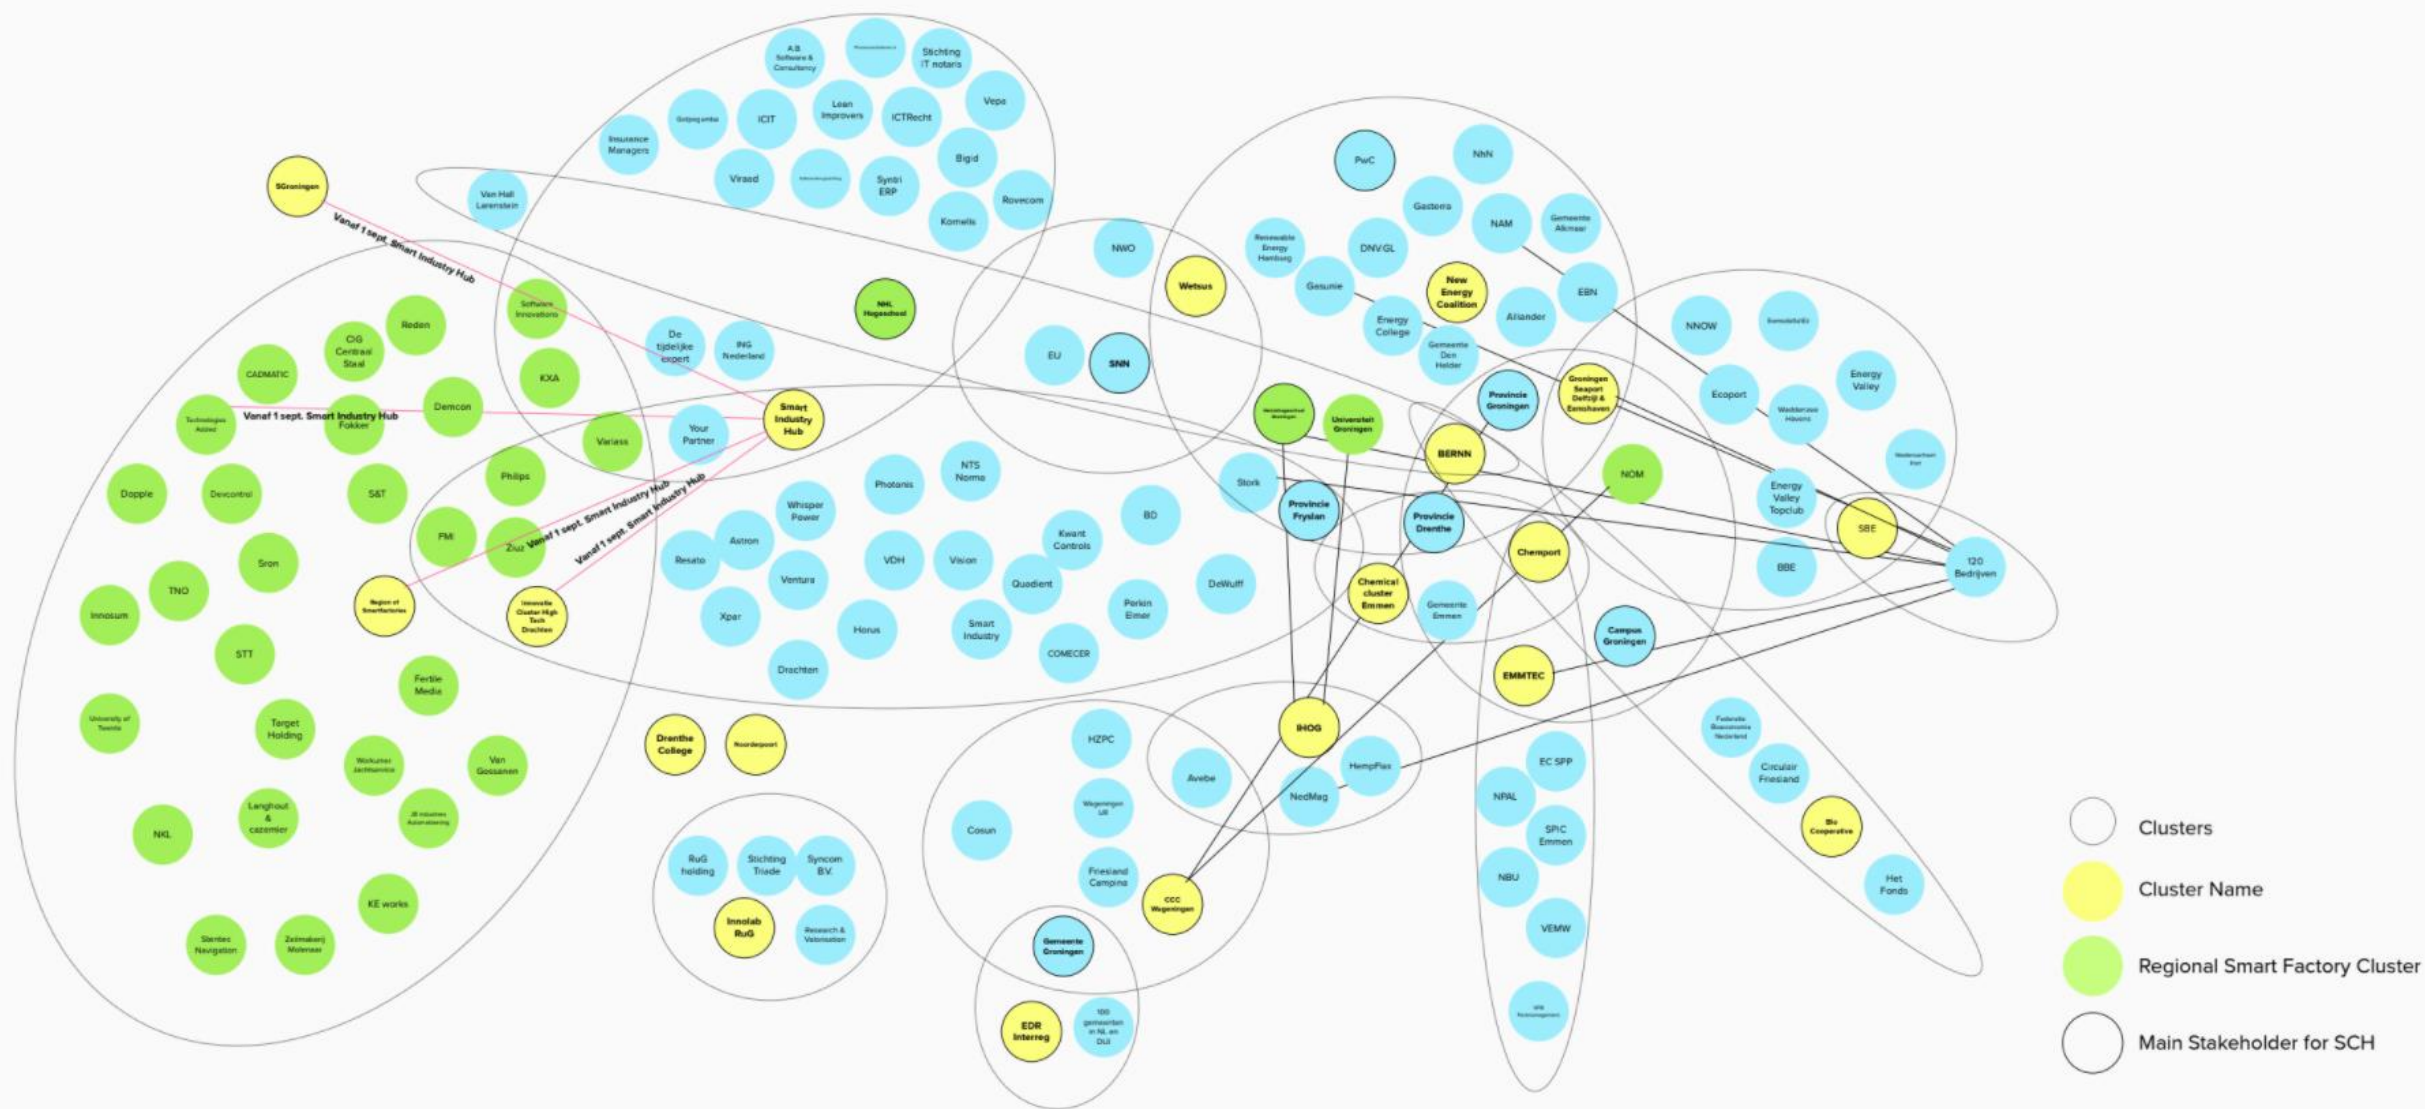 A.B.
Software &
Consultancy
Stichting
IT notaris
Vepa
Lean
Improvers
ICTRecht
ICIT
Insurance
Managers
Bigid
Viraad
Syntri
ERP
Rovecom
Kornelis
SGroningen
Van Hall
Larenstein
Vanaf 1 sept. Smart Industry Hub
NWO
Wetsus
PwC
NhN
Gasterra
NAM
Gemeente
Alkmaar
Renewable
Energy
Hamburg
DNV.GL
Gasunie
New
Energy
Coalition
EBN
Energy
College
Alliander
Gemeente
Den
Helder
NNOW
Energy
Valley
Ecoport
Waddenzee
Havens
Energy
Valley
Topclub
SBE
120
Bedrijven
BBE
Software
Innovations
Reden
CIG
Centraal
Staal
CADMATIC
KXA
De
tijdelijke
expert
ING
Nederland
NHL
Hogeschool
EU
SNN
Technologies
Added
Vanaf 1 sept. Smart Industry Hub
Fokker
Demcon
Variass
Your
Partner
Smart
Industry
Hub
Universiteit
Groningen
BERNN
Provincie
Groningen
Groningen
Seaport
Delfzijl &
Eemshaven
NOM
Dopple
Devcontrol
S&T
Philips
FMI
Ziuz
Vanaf 1 sept. Smart Industry Hub
Vanaf 1 sept. Smart Industry Hub
Sron
TNO
Innosum
Region of
Smartfactories
Innovatie
Cluster High
Tech
Drachten
Photonis
NTS
Norma
Whisper
Power
Astron
Resato
Ventura
VDH
Vision
Kwant
Controls
BD
Quadient
Xpar
Horus
Smart
Industry
Perkin
Elmer
DeWulff
COMECER
Drachten
Stork
Provincie
Fryslan
Provincie
Drenthe
Chemport
Chemical
cluster
Emmen
Gemeente
Emmen
Campus
Groningen
EMMTEC
STT
Fertile
Media
University of
Twente
Target
Holding
Workumer
Jachtservice
Van
Gossanen
NKL
Langhout
&
cazemier
JB Industries
Automatisering
KE works
Stentec
Navigation
Zeilmakerij
Molenaar
Drenthe
College
Noorderpoort
RuG
holding
Stichting
Triade
Syncom
B.V.
Innolab
RuG
Research &
Valorisation
HZPC
Wageningen
UR
Cosun
Friesland
Campina
CCC
Wageningen
Gemeente
Groningen
EDR
Interreg
100
gemeenten
in NL en
DUI
IHOG
Avebe
NedMag
HempFlax
EC SPP
NPAL
SPIC
Emmen
NBU
VEMW
Circulair
Friesland
Bio
Cooperative
Het
Fonds
Clusters
Cluster Name
Regional Smart Factory Cluster
Main Stakeholder for SCH